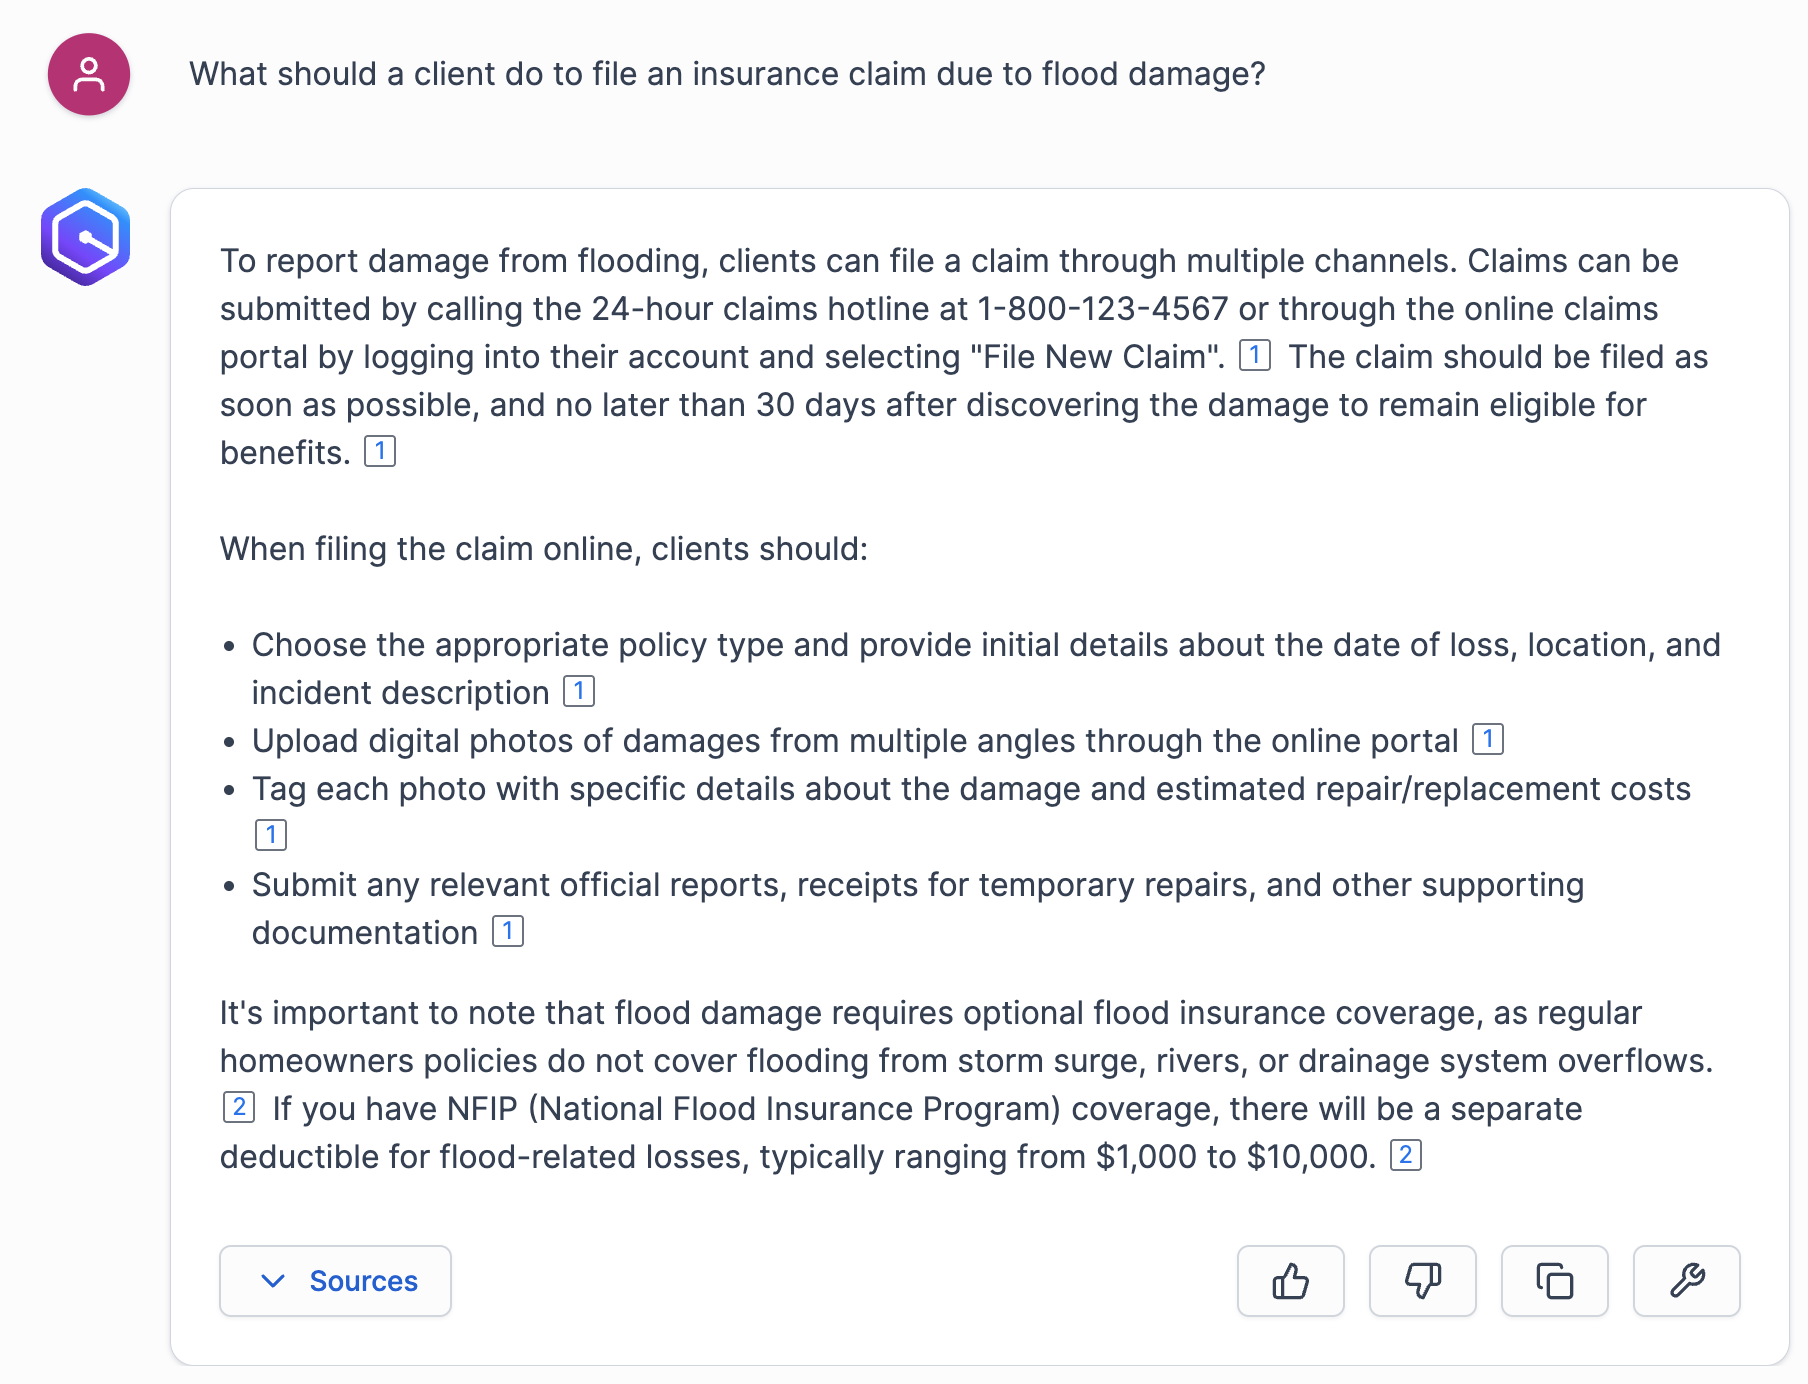 What should a client do to file an insurance claim due to flood damage?
To report damage from flooding, clients can file a claim through multiple channels. Claims can be
submitted by calling the 24-hour claims hotline at 1-800-123-4567 or through the online claims
portal by logging into their account and selecting "File New Claim". 1 The claim should be filed as
soon as possible, and no later than 30 days after discovering the damage to remain eligible for
benefits. 1
When filing the claim online, clients should:
• Choose the appropriate policy type and provide initial details about the date of loss, location, and
incident description 1
• Upload digital photos of damages from multiple angles through the online portal 1
• Tag each photo with specific details about the damage and estimated repair/replacement costs
1
• Submit any relevant official reports, receipts for temporary repairs, and other supporting
documentation 1
It's important to note that flood damage requires optional flood insurance coverage, as regular
homeowners policies do not cover flooding from storm surge, rivers, or drainage system overflows.
2 If you have NFIP (National Flood Insurance Program) coverage, there will be a separate
deductible for flood-related losses, typically ranging from $1,000 to $10,000. 2
Sources